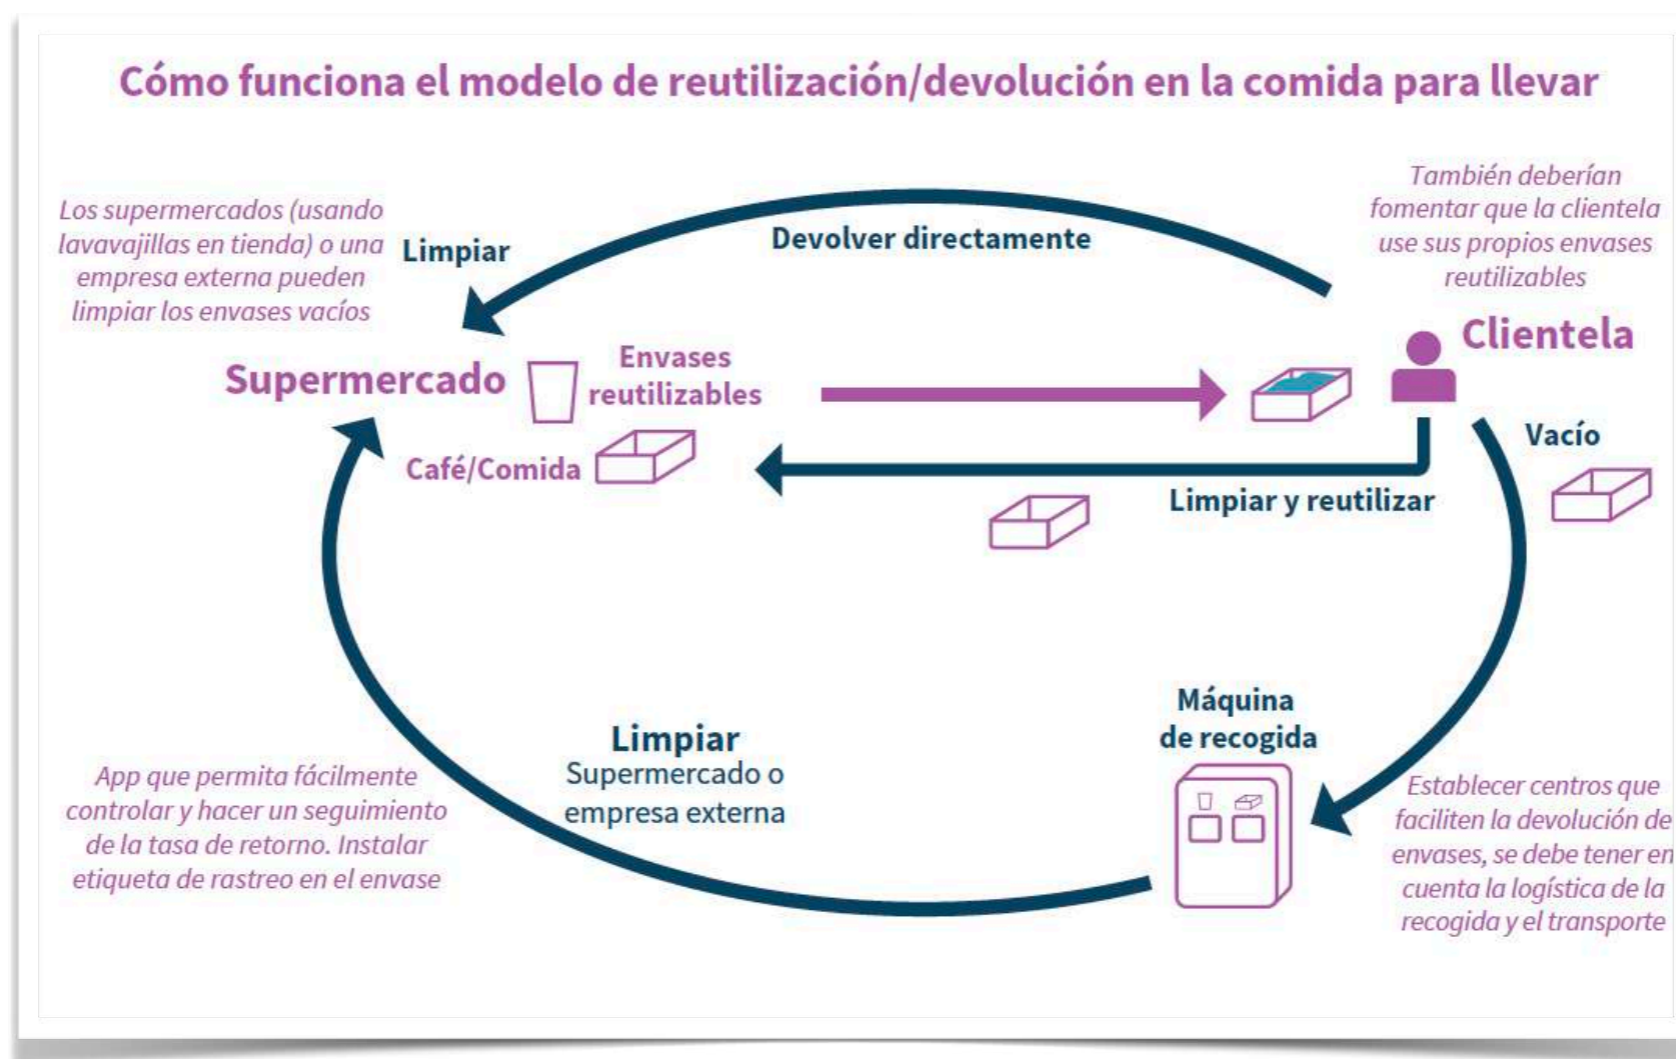 Cómo funciona el modelo de reutilización/devolución en la comida para llevar
Los supermercados (usando
lavavajillas en tienda) o una
empresa externa pueden
limpiar los envases vacíos
Limpiar
Devolver directamente
También deberían
fomentar que la clientela
use sus propios envases
reutilizables
Clientela
Supermercado
Envases
reutilizables
Café/Comida
Vacío
Limpiar y reutilizar
Máquina
de recogida
Limpiar
Supermercado o
empresa externa
App que permita fácilmente
controlar y hacer un seguimiento
de la tasa de retorno. Instalar
etiqueta de rastreo en el envase
Establecer centros que
faciliten la devolución de
envases, se debe tener en
cuenta la logística de la
recogida y el transporte